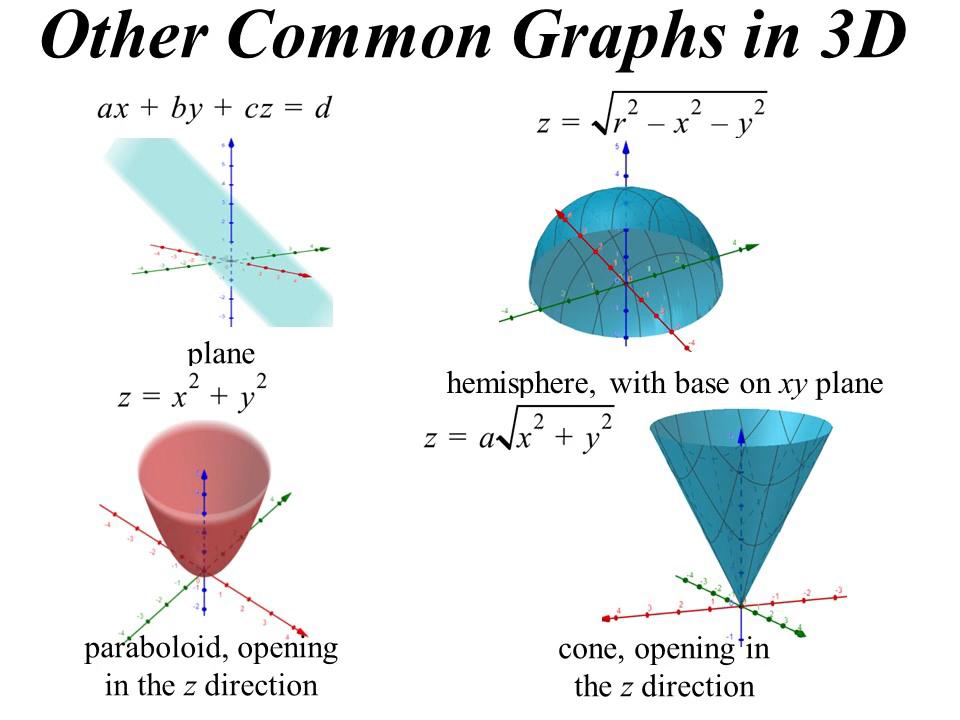 Other Common Graphs in 3D
ax + by + cz = d
z = √r² – x² – y²
plane
hemisphere, with base on xy plane
z = x² + y²
z = a√x² + y²
paraboloid, opening
in the z direction
cone, opening in
the z direction